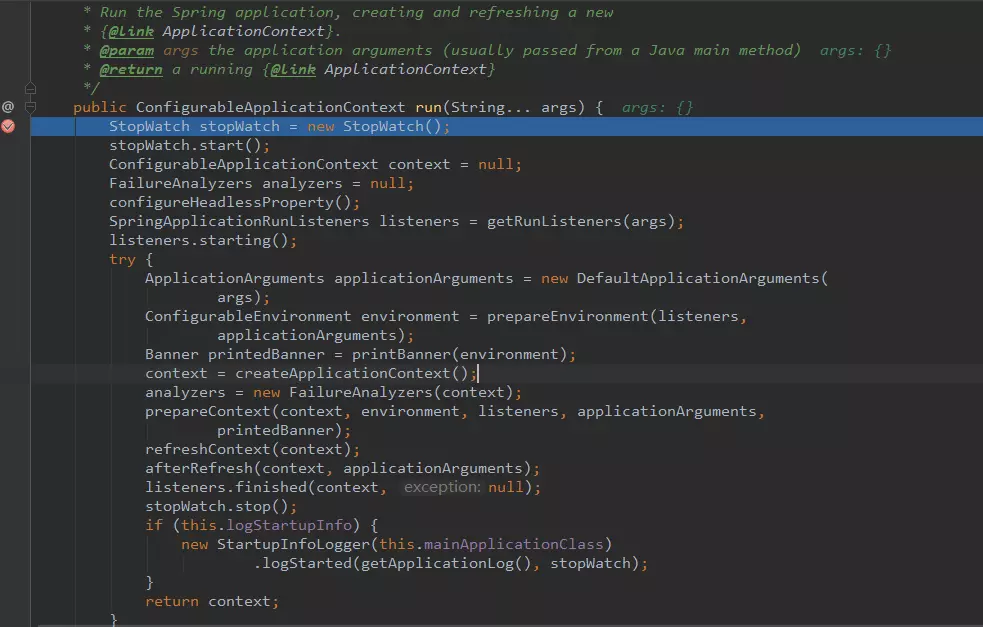 * Run the Spring application, creating and refreshing a new
* {@link ApplicationContext}.
* @param args the application arguments (usually passed from a Java main method)  args: {}
* @return a running {@link ApplicationContext}
*/
@ public ConfigurableApplicationContext run(String... args) {  args: {}
StopWatch stopWatch = new StopWatch();
stopWatch.start();
ConfigurableApplicationContext context = null;
FailureAnalyzers analyzers = null;
configureHeadlessProperty();
SpringApplicationRunListeners listeners = getRunListeners(args);
listeners.starting();
try {
ApplicationArguments applicationArguments = new DefaultApplicationArguments(
args);
ConfigurableEnvironment environment = prepareEnvironment(listeners,
applicationArguments);
Banner printedBanner = printBanner(environment);
context = createApplicationContext();
analyzers = new FailureAnalyzers(context);
prepareContext(context, environment, listeners, applicationArguments,
printedBanner);
refreshContext(context);
afterRefresh(context, applicationArguments);
listeners.finished(context, exception: null);
stopWatch.stop();
if (this.logStartupInfo) {
new StartupInfoLogger(this.mainApplicationClass)
.logStarted(getApplicationLog(), stopWatch);
}
return context;
}